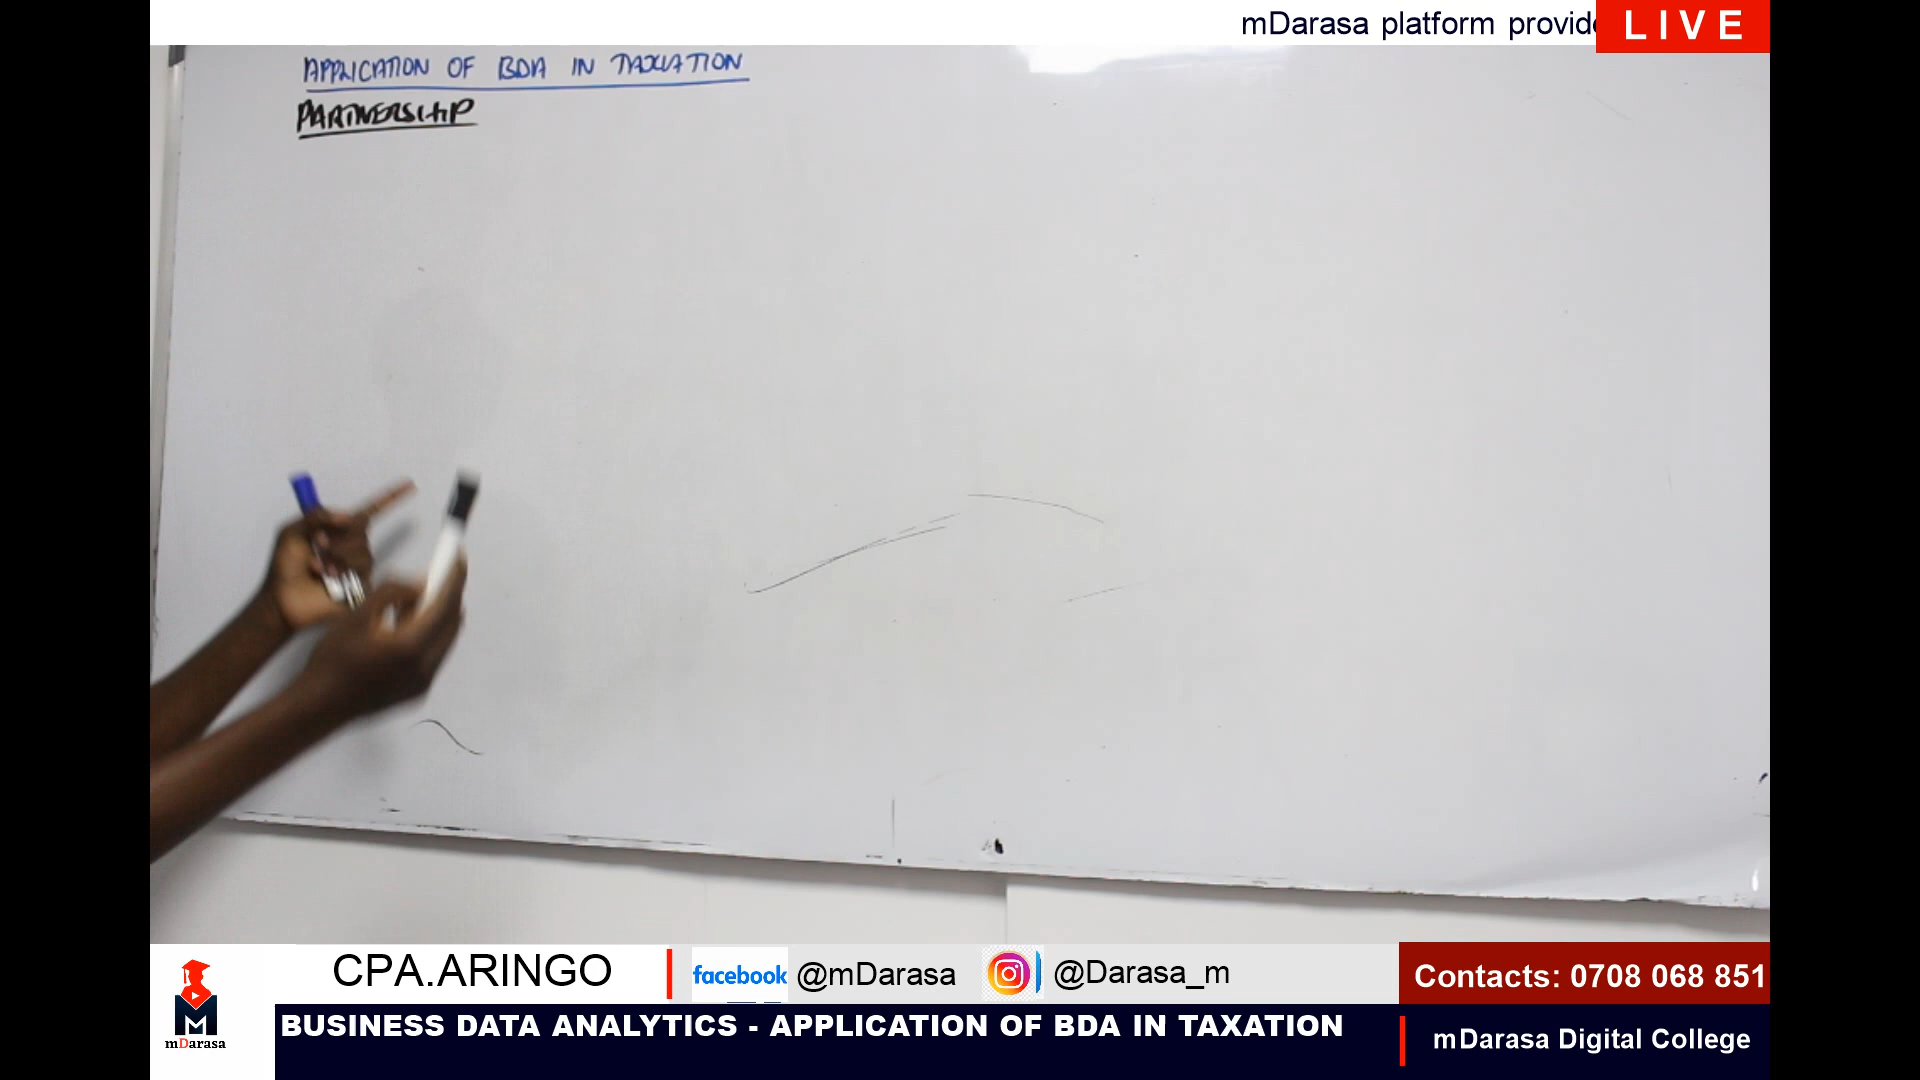 mDarasa platform provide
LIVE
APPLICATION OF BDA IN TAXATION
PARTNERSHIP
CPA.ARINGO
facebook @mDarasa
@Darasa_m
Contacts: 0708 068 851
mDarasa
BUSINESS DATA ANALYTICS - APPLICATION OF BDA IN TAXATION
mDarasa Digital College